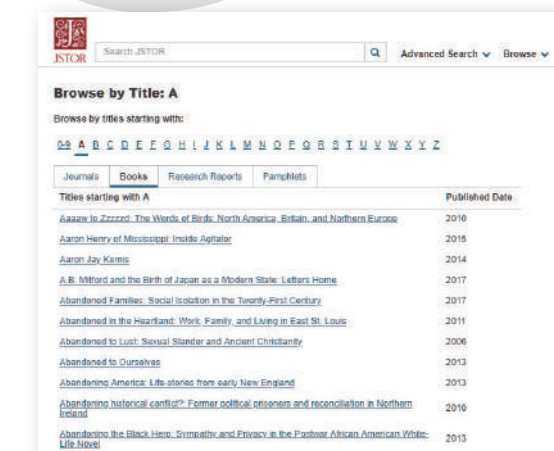 JSTOR
Search JSTOR
Advanced Search
Browse
Browse by Title: A
Browse by titles starting with:
0-9 A B C D E F G H I J K L M N O P Q R S T U V W X Y Z
Journals Books Research Reports Pamphlets
Titles starting with A Published Date
Aaaaw to Zzzzzd: The Words of Birds: North America, Britain, and Northern Europe 2010
Aaron Henry of Mississippi: Inside Agitator 2015
Aaron Jay Kernis 2014
A.B. Mitford and the Birth of Japan as a Modern State: Letters Home 2017
Abandoned Families: Social Isolation in the Twenty-First Century 2017
Abandoned in the Heartland: Work, Family, and Living in East St. Louis 2011
Abandoned to Lust: Sexual Slander and Ancient Christianity 2006
Abandoned to Ourselves 2013
Abandoning America: Life-stories from early New England 2013
Abandoning historical conflict?: Former political prisoners and reconciliation in Northern
Ireland 2010
Abandoning the Black Hero: Sympathy and Privacy in the Postwar African American White-
Life Novel 2013